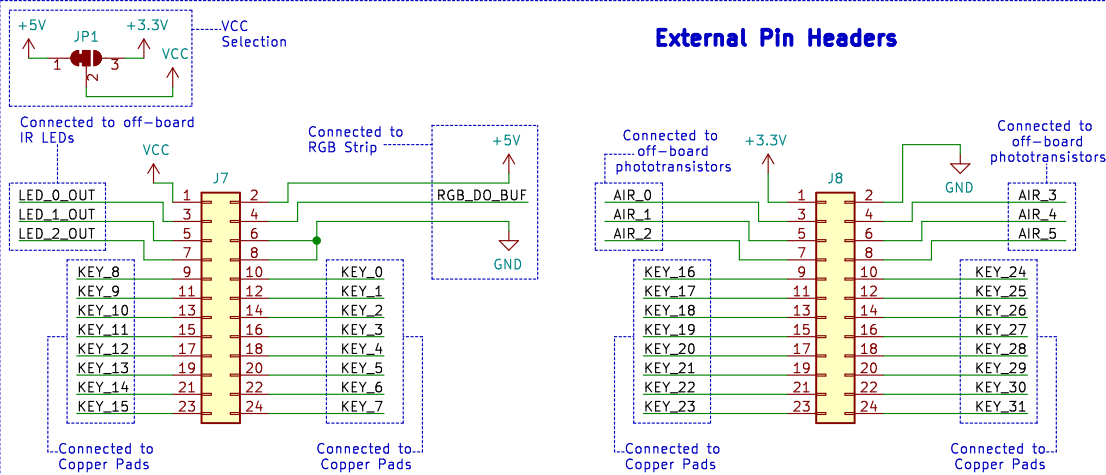 External Pin Headers
+5V
JP1
+3.3V
VCC
1
2
3
VCC
Selection
Connected to off-board
IR LEDs
VCC
LED_0_OUT
LED_1_OUT
LED_2_OUT
Connected to
RGB Strip
+5V
RGB_DO_BUF
GND
J7
1 2
3 4
5 6
7 8
KEY_8 9 10 KEY_0
KEY_9 11 12 KEY_1
KEY_10 13 14 KEY_2
KEY_11 15 16 KEY_3
KEY_12 17 18 KEY_4
KEY_13 19 20 KEY_5
KEY_14 21 22 KEY_6
KEY_15 23 24 KEY_7
Connected to
Copper Pads
Connected to
Copper Pads
Connected to
off-board
phototransistors
+3.3V
GND
Connected to
off-board
phototransistors
J8
1 2
AIR_0 3 4 AIR_3
AIR_1 5 6 AIR_4
AIR_2 7 8 AIR_5
KEY_16 9 10 KEY_24
KEY_17 11 12 KEY_25
KEY_18 13 14 KEY_26
KEY_19 15 16 KEY_27
KEY_20 17 18 KEY_28
KEY_21 19 20 KEY_29
KEY_22 21 22 KEY_30
KEY_23 23 24 KEY_31
Connected to
Copper Pads
Connected to
Copper Pads